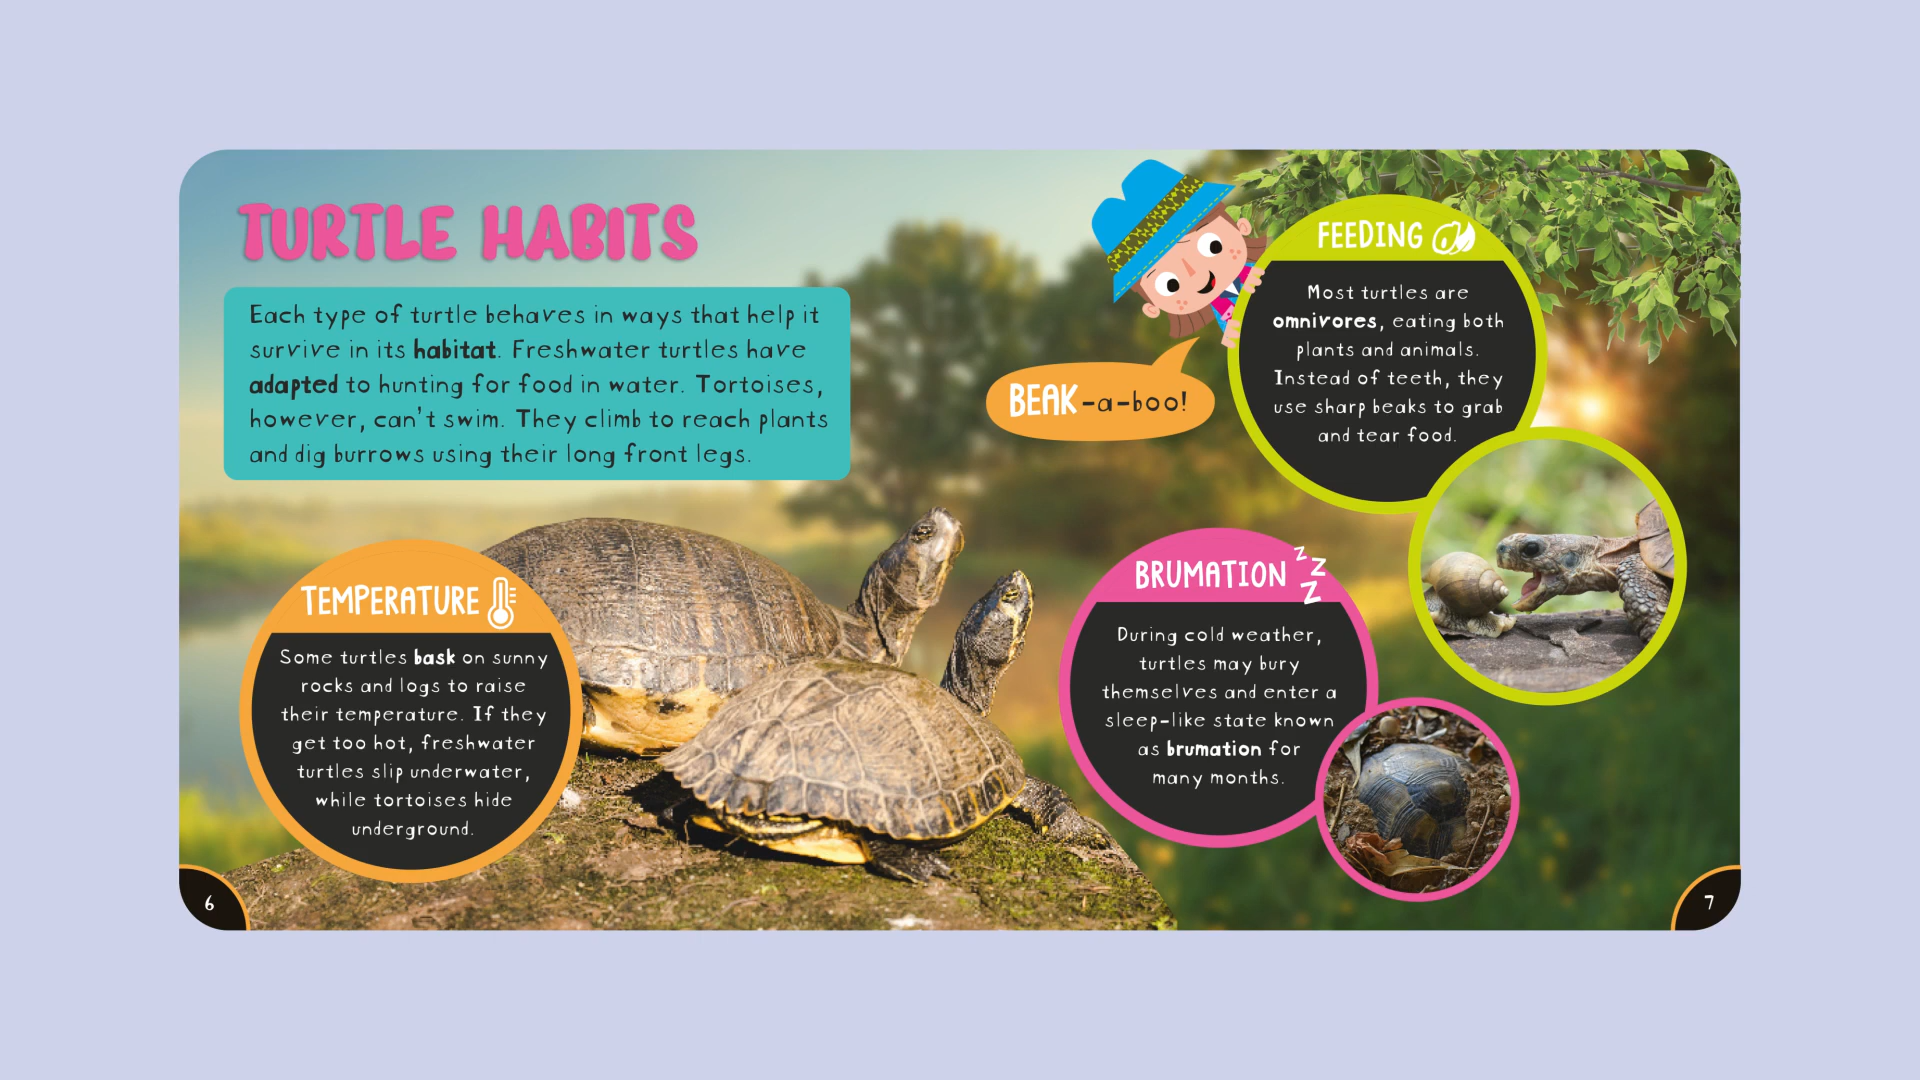 TURTLE HABITS
Each type of turtle behaves in ways that help it
survive in its habitat. Freshwater turtles have
adapted to hunting for food in water. Tortoises,
however, can't swim. They climb to reach plants
and dig burrows using their long front legs.
TEMPERATURE
Some turtles bask on sunny
rocks and logs to raise
their temperature. If they
get too hot, freshwater
turtles slip underwater,
while tortoises hide
underground.
6
BEAK-a-boo!
FEEDING
Most turtles are
omnivores, eating both
plants and animals.
Instead of teeth, they
use sharp beaks to grab
and tear food.
BRUMATION
z
z
z
During cold weather,
turtles may bury
themselves and enter a
sleep-like state known
as brumation for
many months.
7